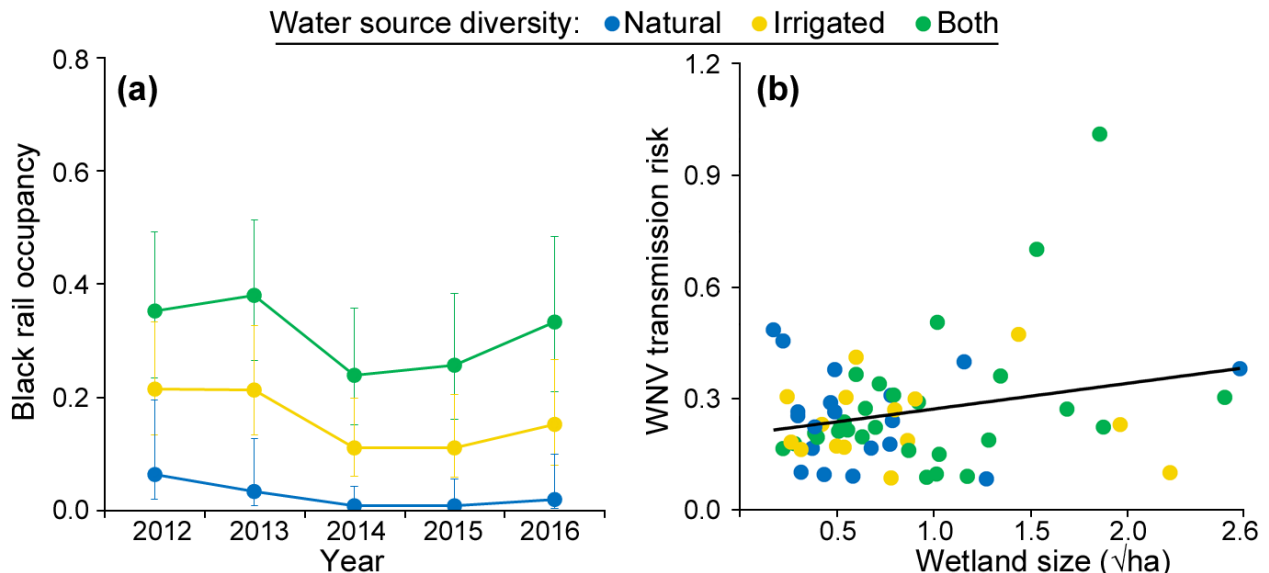 Water source diversity: Natural Irrigated Both
(a)
Black rail occupancy
0.8
0.6
0.4
0.2
0.0
2012 2013 2014 2015 2016
Year
(b)
WNV transmission risk
1.2
0.9
0.6
0.3
0.0
0.5 1.0 1.5 2.0 2.6
Wetland size (√ha)